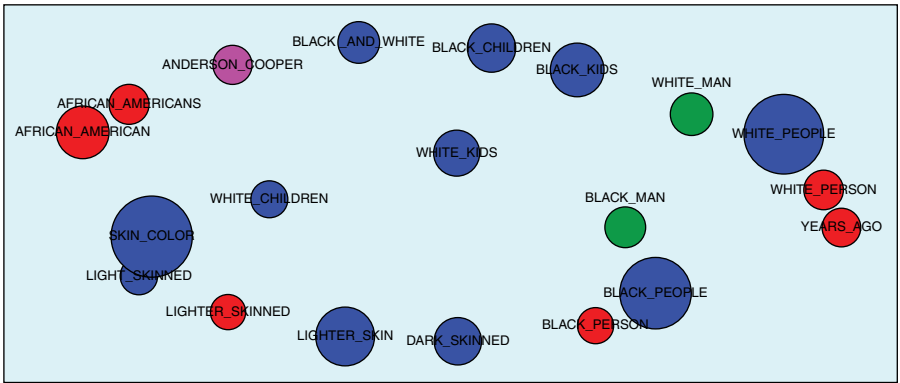 BLACK_AND_WHITE
BLACK_CHILDREN
ANDERSON_COOPER
BLACK_KIDS
WHITE_MAN
AFRICAN_AMERICANS
AFRICAN_AMERICAN
WHITE_PEOPLE
WHITE_KIDS
WHITE_PERSON
WHITE_CHILDREN
BLACK_MAN
YEARS_AGO
SKIN_COLOR
LIGHT_SKINNED
BLACK_PEOPLE
LIGHTER_SKINNED
BLACK_PERSON
LIGHTER_SKIN
DARK_SKINNED